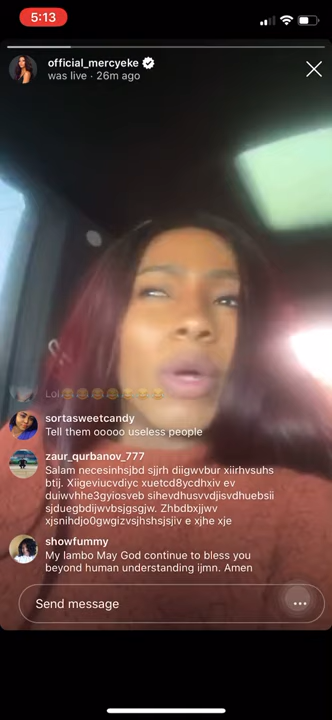 5:13
official_mercyeke
was live · 26m ago
Lol😂😂😂😂😂😂😂
sortasweetcandy
Tell them ooooo useless people
zaur_qurbanov_777
Salam necesinhsjbd sjjrh diigwvbur xiirhvsuhs
btij. Xiigeviucvdiyc xuetcd8ycdhxiv ev
duiwvhhe3gyiosveb sihevdhusvvdjisvdhuebsii
sjduegbdijwvbsjgsgjw. Zhbdbxjjwv
xjsnihdjo0gwgizvsjhshsjsjiv e xjhe xje
showfummy
My lambo May God continue to bless you
beyond human understanding ijmn. Amen
Send message